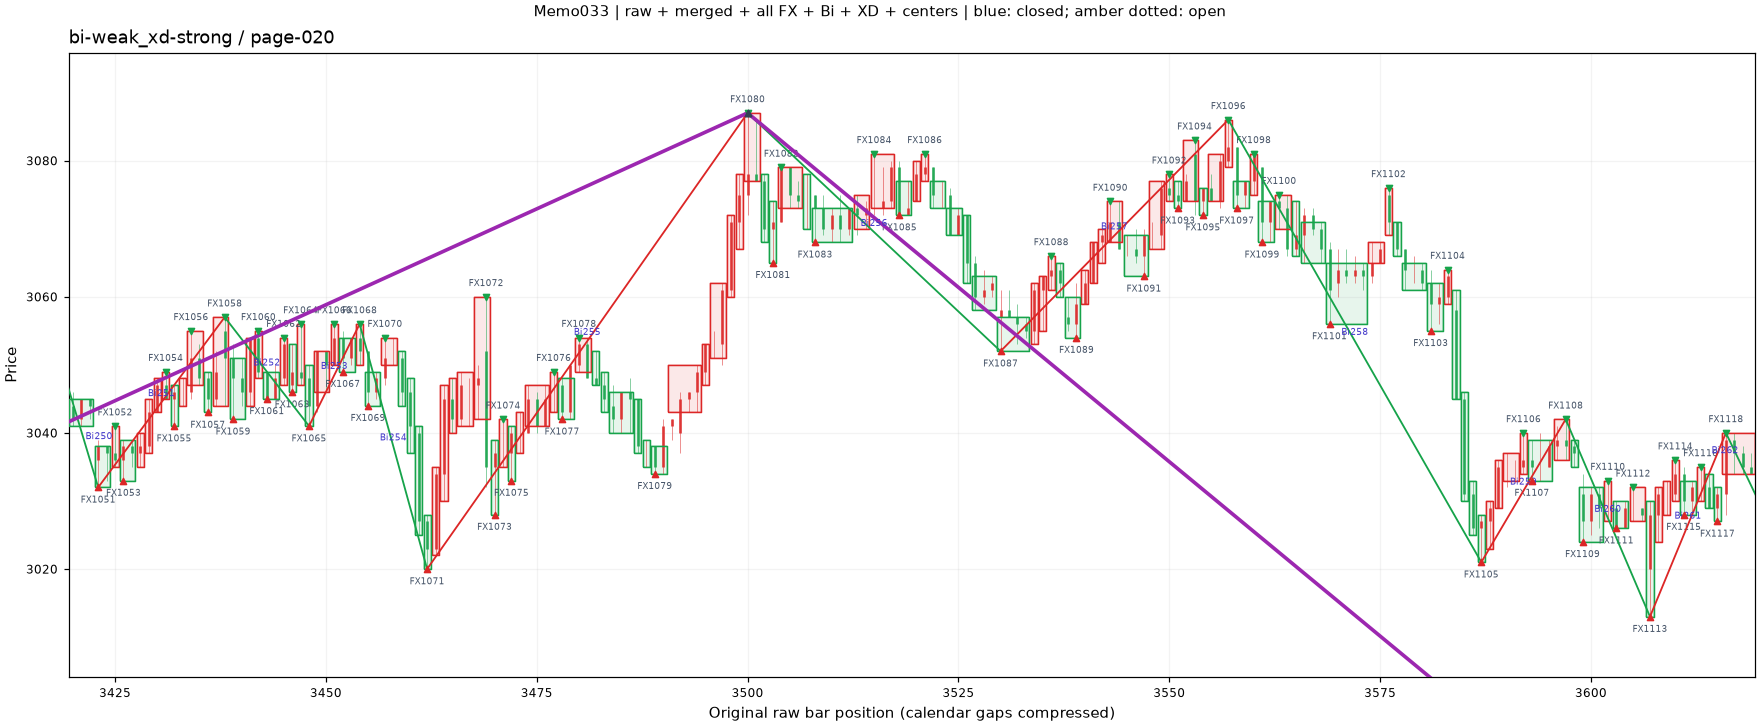 Memo033 | raw + merged + all FX + Bi + XD + centers | blue: closed; amber dotted: open
bi-weak_xd-strong / page-020
Price
3080
3060
3040
3020
FX1080
FX1084
FX1086
FX1081
FX1083
FX1085
FX1087
FX1088
FX1089
FX1090
FX1091
FX1092
FX1093
FX1094
FX1095
FX1096
FX1097
FX1098
FX1099
FX1100
FX1101
FX1102
FX1103
FX1104
FX1105
FX1106
FX1107
FX1108
FX1109
FX1110
FX1111
FX1112
FX1113
FX1114
FX1115
FX1117
FX1118
FX1051
FX1052
FX1053
FX1054
FX1055
FX1056
FX1057
FX1058
FX1059
FX1060
FX1061
FX1063
FX1065
FX1067
FX1068
FX1069
FX1070
FX1071
FX1072
FX1073
FX1074
FX1075
FX1076
FX1077
FX1078
FX1079
Bi250
Bi252
Bi253
Bi254
Bi255
Bi256
Bi257
Bi258
Bi260
Bi261
Bi262
3425
3450
3475
3500
3525
3550
3575
3600
Original raw bar position (calendar gaps compressed)